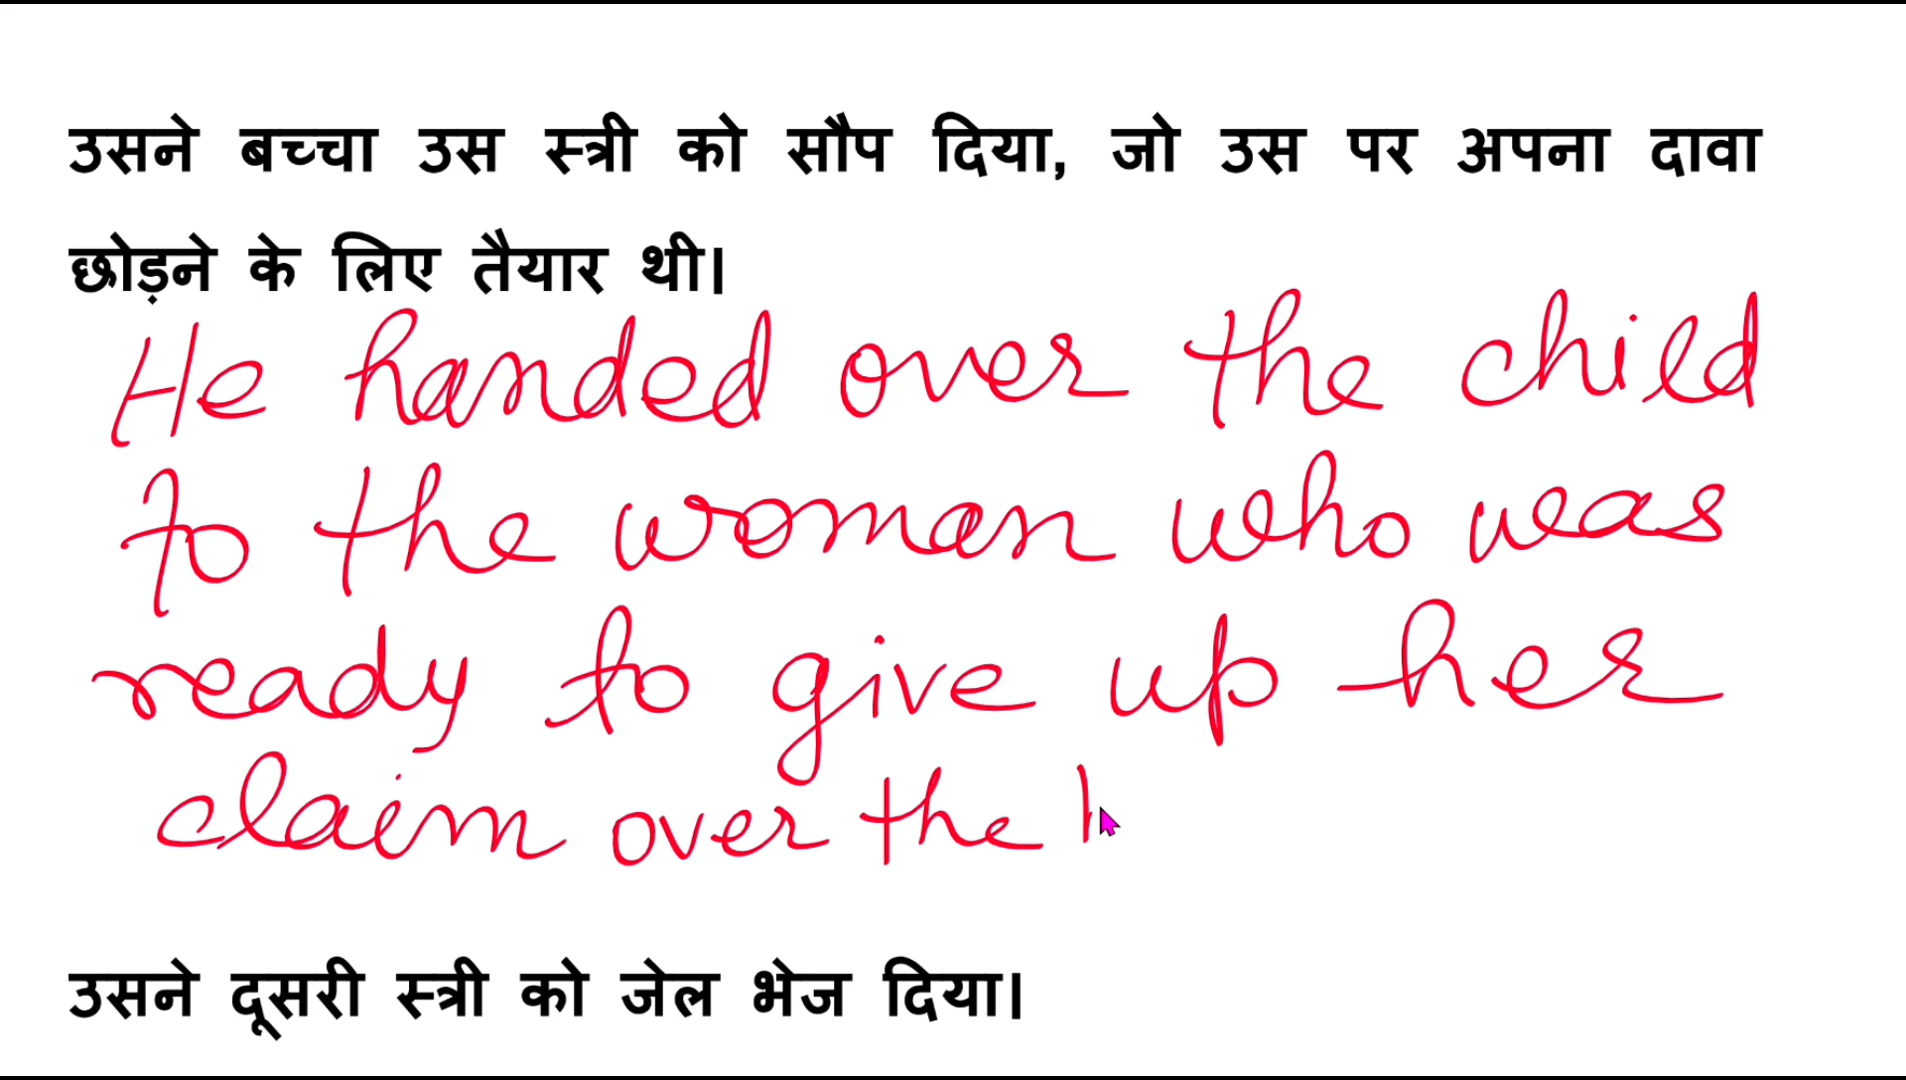 उसने बच्चा उस स्त्री को सौप दिया, जो उस पर अपना दावा
छोड़ने के लिए तैयार थी।
He handed over the child
to the woman who was
ready to give up her
claim over the
उसने दूसरी स्त्री को जेल भेज दिया।